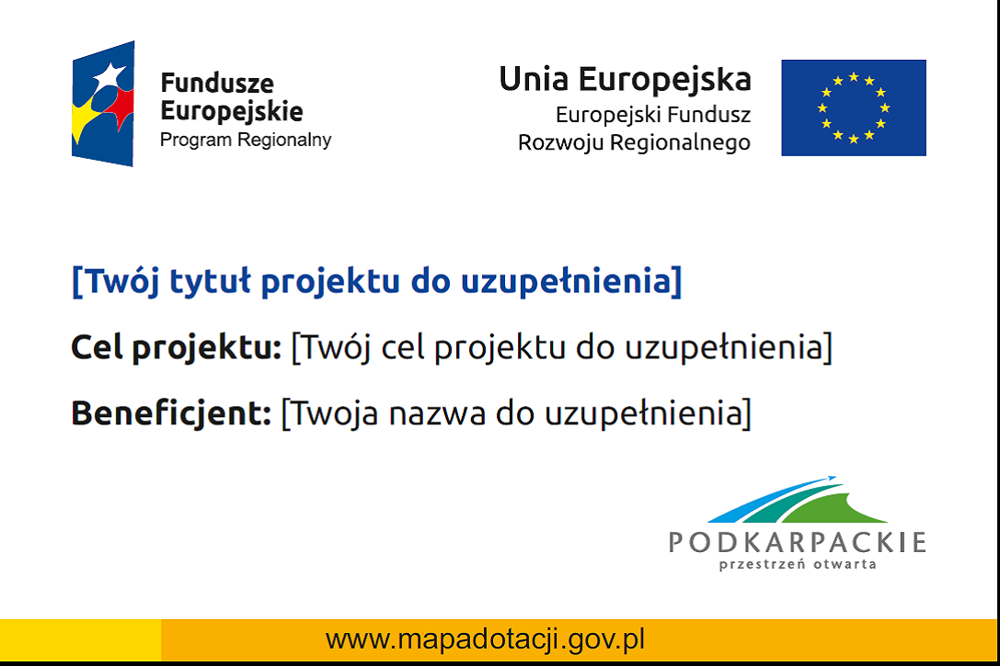 Fundusze
Europejskie
Program Regionalny
Unia Europejska
Europejski Fundusz
Rozwoju Regionalnego
[Twój tytuł projektu do uzupełnienia]
Cel projektu: [Twój cel projektu do uzupełnienia]
Beneficjent: [Twoja nazwa do uzupełnienia]
PODKARPACKIE
przestrzeń otwarta
www.mapadotacji.gov.pl